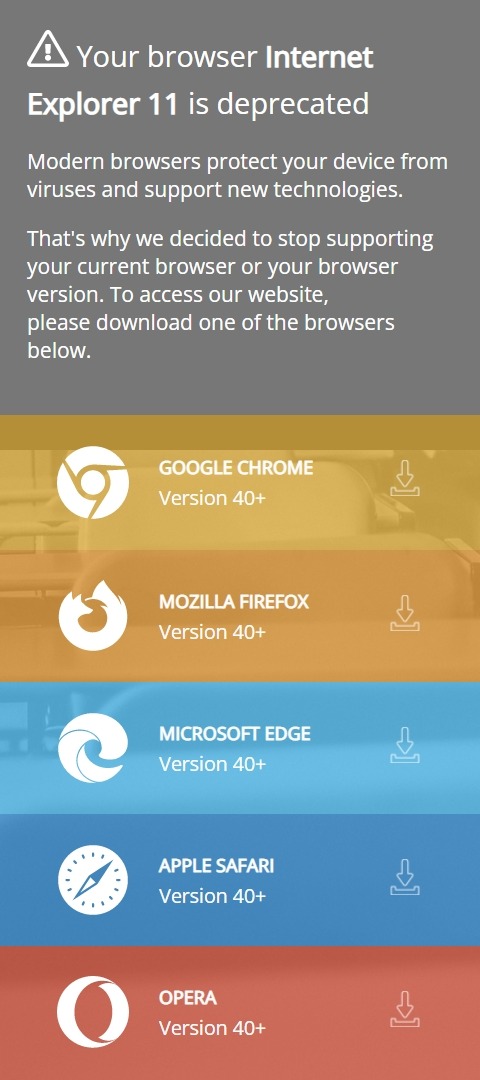 Your browser Internet
Explorer 11 is deprecated
Modern browsers protect your device from
viruses and support new technologies.
That's why we decided to stop supporting
your current browser or your browser
version. To access our website,
please download one of the browsers
below.
GOOGLE CHROME
Version 40+
MOZILLA FIREFOX
Version 40+
MICROSOFT EDGE
Version 40+
APPLE SAFARI
Version 40+
OPERA
Version 40+